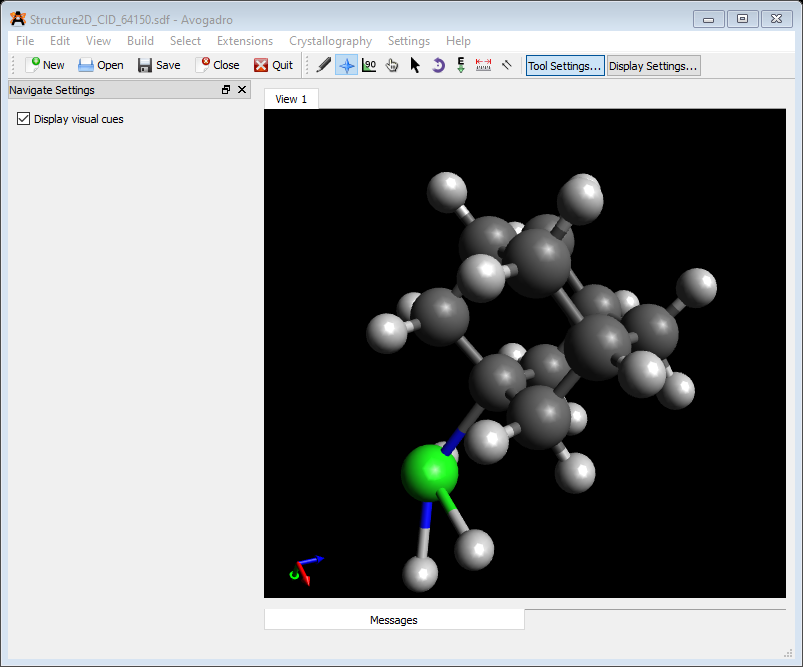 Structure2D_CID_64150.sdf - Avogadro
File Edit View Build Select Extensions Crystallography Settings Help
New Open Save Close Quit 90 E Tool Settings... Display Settings...
Navigate Settings
View 1
Display visual cues
Messages